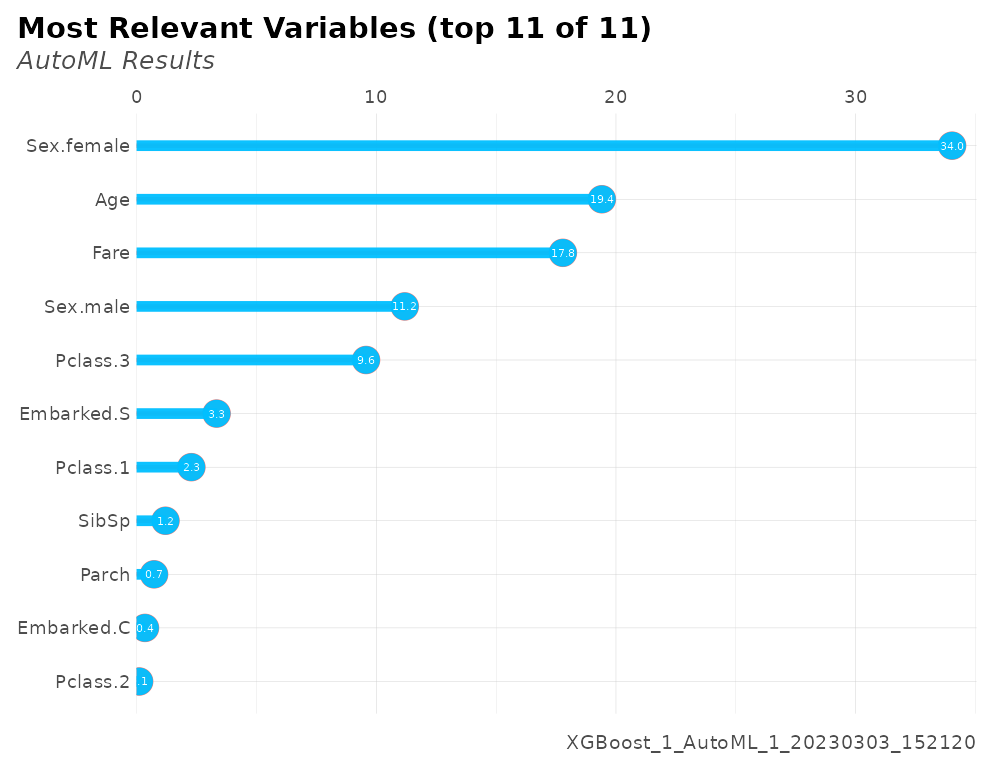 Most Relevant Variables (top 11 of 11)
AutoML Results
0 10 20 30
Sex.female 34.0
Age 19.4
Fare 17.8
Sex.male 11.2
Pclass.3 9.6
Embarked.S 3.3
Pclass.1 2.3
SibSp 1.2
Parch 0.7
Embarked.C 0.4
Pclass.2 .1
XGBoost_1_AutoML_1_20230303_152120